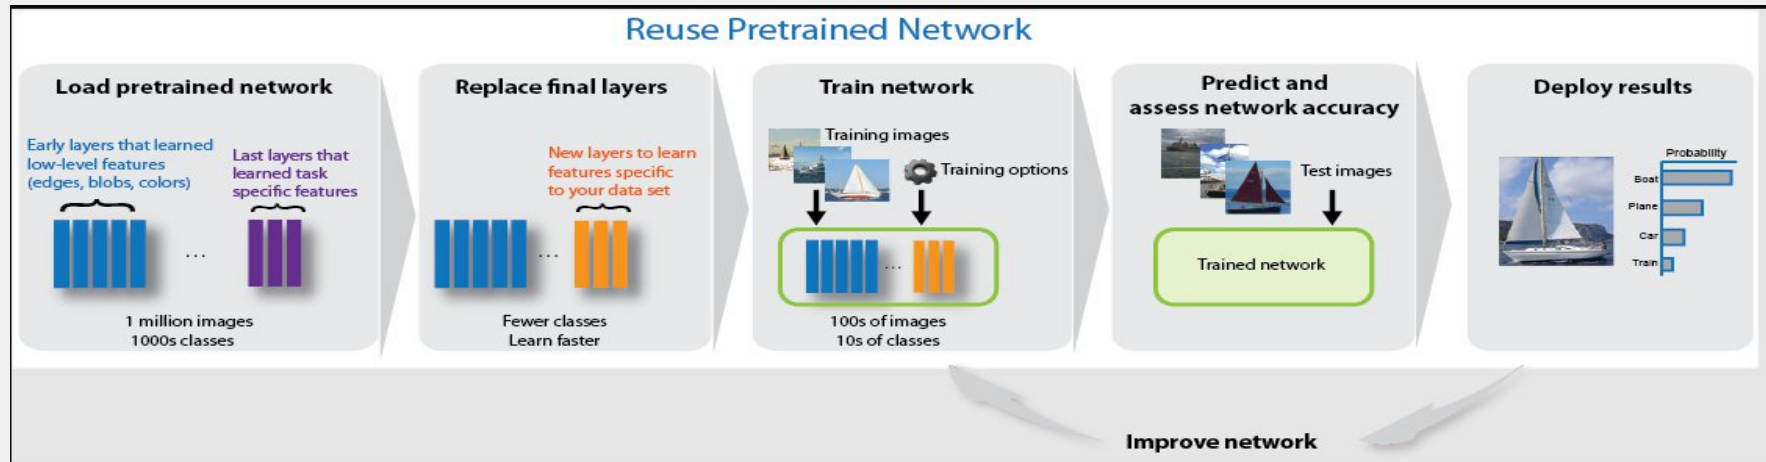 Reuse Pretrained Network
Load pretrained network
Early layers that learned
low-level features
(edges, blobs, colors)
Last layers that
learned task
specific features
...
1 million images
1000s classes
Replace final layers
New layers to learn
features specific
to your data set
...
Fewer classes
Learn faster
Train network
Training images
Training options
...
100s of images
10s of classes
Predict and
assess network accuracy
Test images
Trained network
Deploy results
Probability
Boat
Plane
Car
Train
Improve network